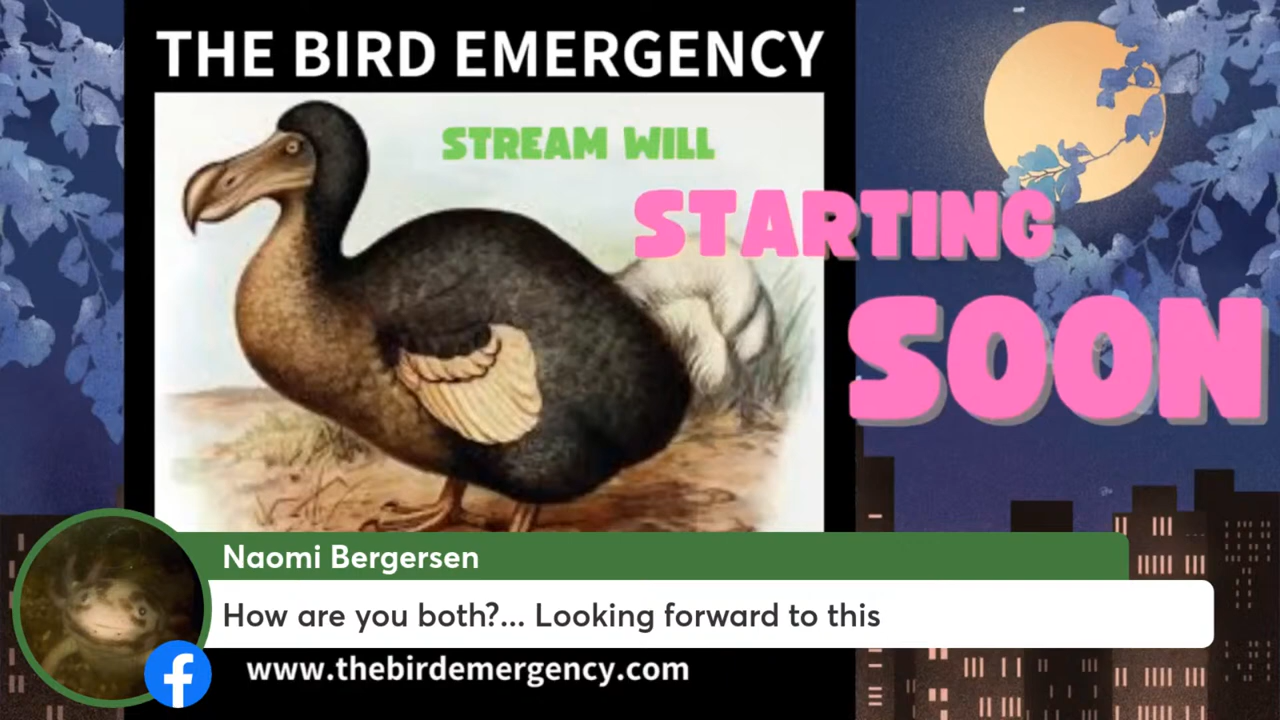 THE BIRD EMERGENCY
STREAM WILL
STARTING
SOON
Naomi Bergersen
How are you both?... Looking forward to this
www.thebirdemergency.com